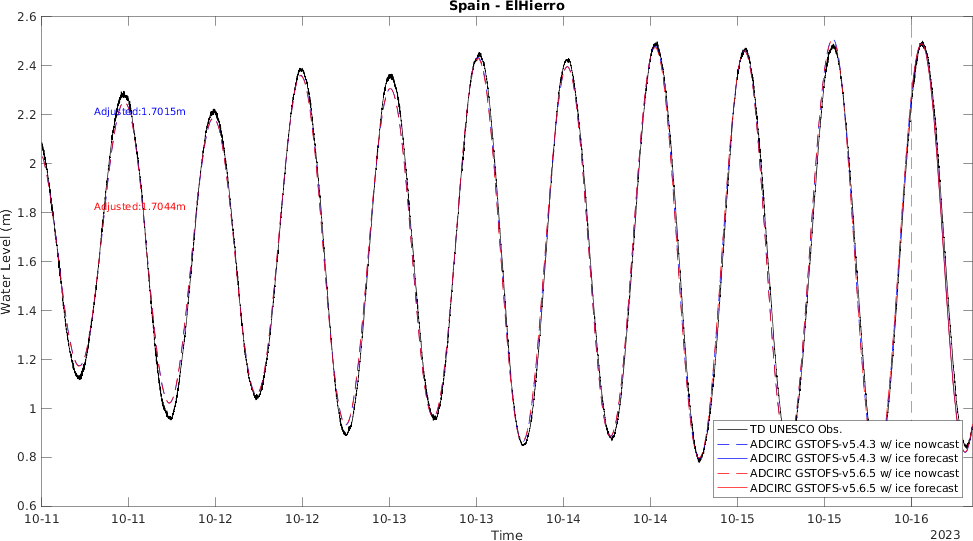 Spain - ElHierro
2.6
2.4
2.2
2
1.8
1.6
1.4
1.2
1
0.8
0.6
Water Level (m)
Adjusted:1.7015m
Adjusted:1.7044m
TD UNESCO Obs.
ADCIRC GSTOFS-v5.4.3 w/ ice nowcast
ADCIRC GSTOFS-v5.4.3 w/ ice forecast
ADCIRC GSTOFS-v5.6.5 w/ ice nowcast
ADCIRC GSTOFS-v5.6.5 w/ ice forecast
10-11 10-11 10-12 10-12 10-13 10-13 10-14 10-14 10-15 10-15 10-16
Time
2023